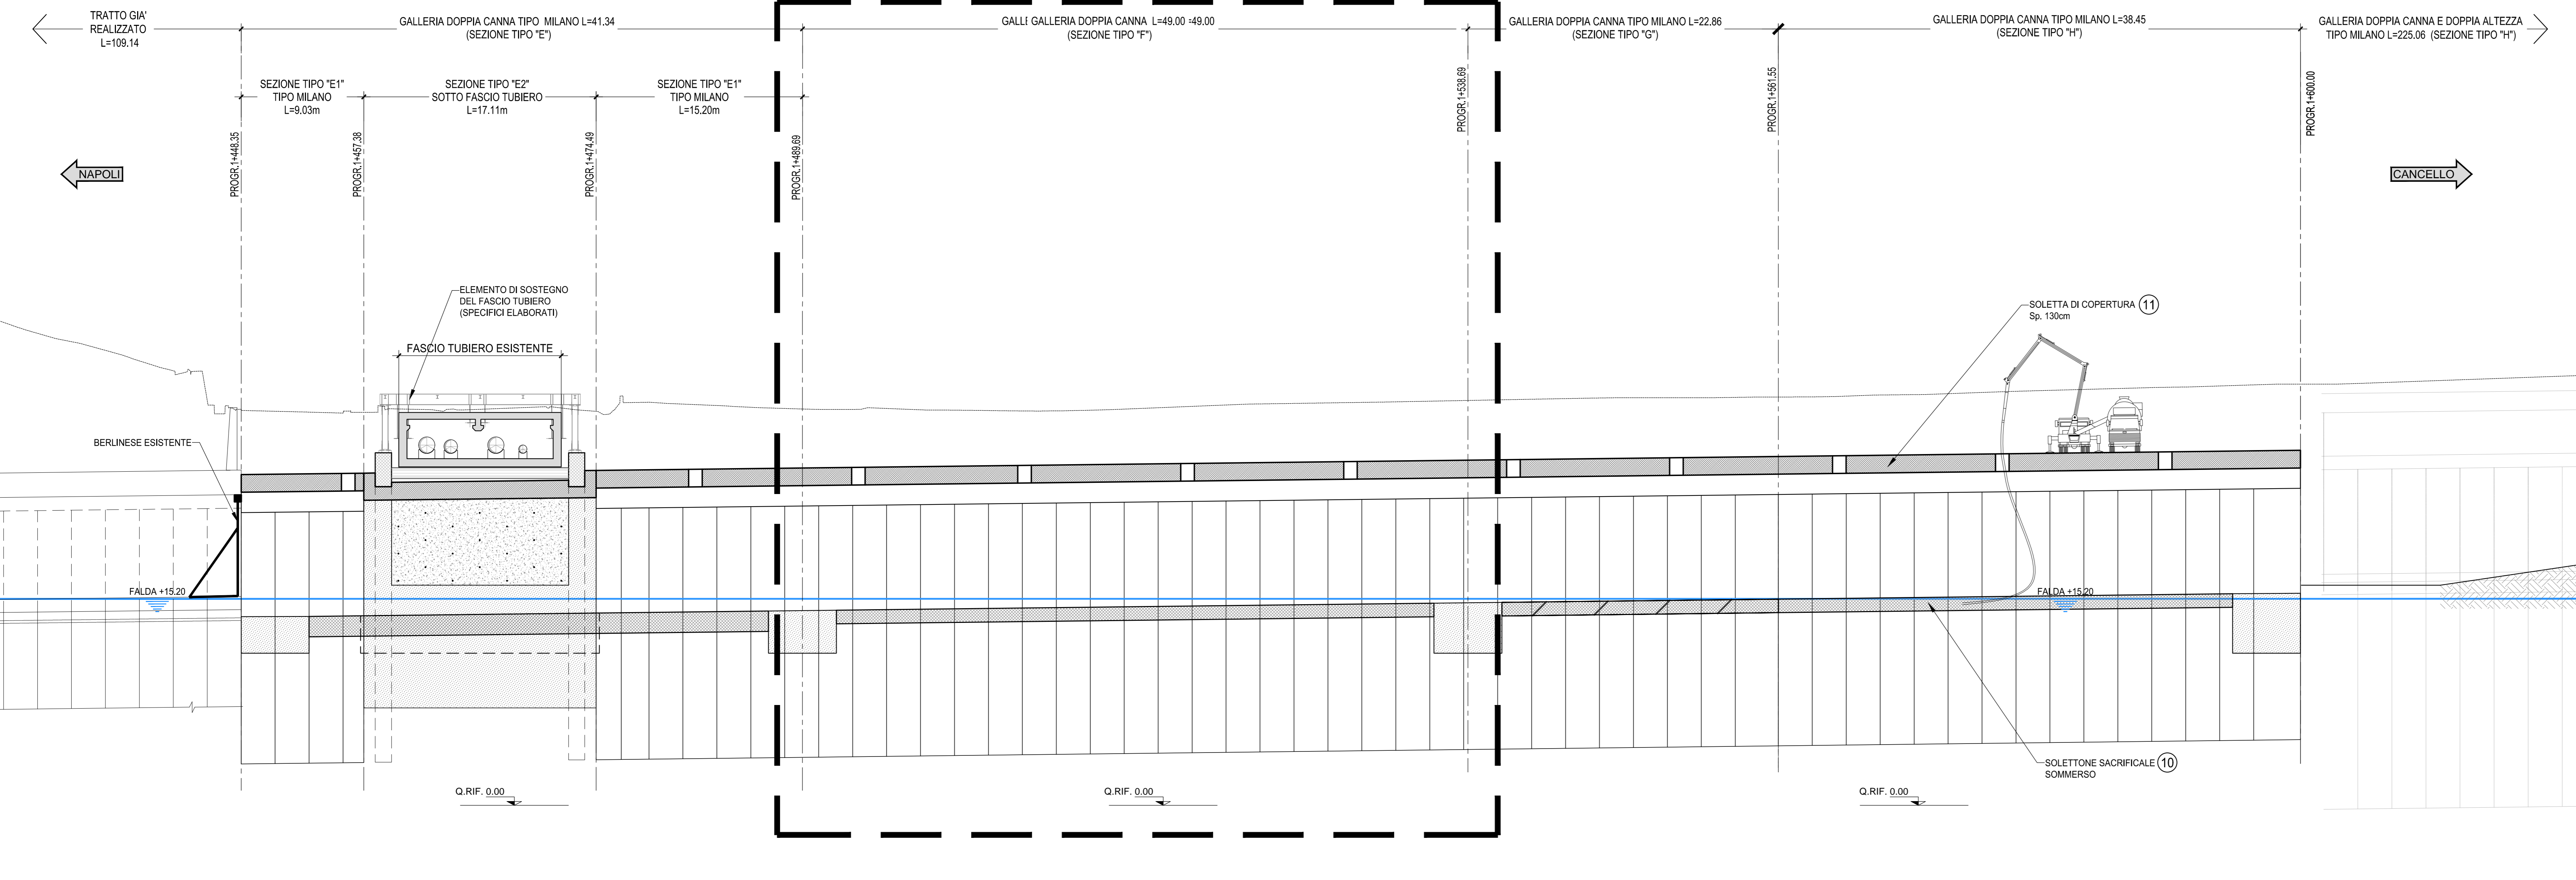 TRATTO GIA'
REALIZZATO
L=109.14
GALLERIA DOPPIA CANNA TIPO MILANO L=41.34
(SEZIONE TIPO "E")
GALLI GALLERIA DOPPIA CANNA L=49.00 =49.00
(SEZIONE TIPO "F")
GALLERIA DOPPIA CANNA TIPO MILANO L=22.86
(SEZIONE TIPO "G")
GALLERIA DOPPIA CANNA TIPO MILANO L=38.45
(SEZIONE TIPO "H")
GALLERIA DOPPIA CANNA E DOPPIA ALTEZZA
TIPO MILANO L=225.06 (SEZIONE TIPO "H")
SEZIONE TIPO "E1"
TIPO MILANO
L=9.03m
SEZIONE TIPO "E2"
SOTTO FASCIO TUBIERO
L=17.11m
SEZIONE TIPO "E1"
TIPO MILANO
L=15.20m
PROGR.1+448.35
PROGR.1+457.38
PROGR.1+474.49
PROGR.1+489.69
PROGR.1+538.69
PROGR.1+561.55
PROGR.1+600.00
NAPOLI
CANCELLO
ELEMENTO DI SOSTEGNO
DEL FASCIO TUBIERO
(SPECIFICI ELABORATI)
FASCIO TUBIERO ESISTENTE
SOLETTA DI COPERTURA 11
Sp. 130cm
BERLINESE ESISTENTE
FALDA +15.20
FALDA +15.20
SOLETTONE SACRIFICALE 10
SOMMERSO
Q.RIF. 0.00
Q.RIF. 0.00
Q.RIF. 0.00